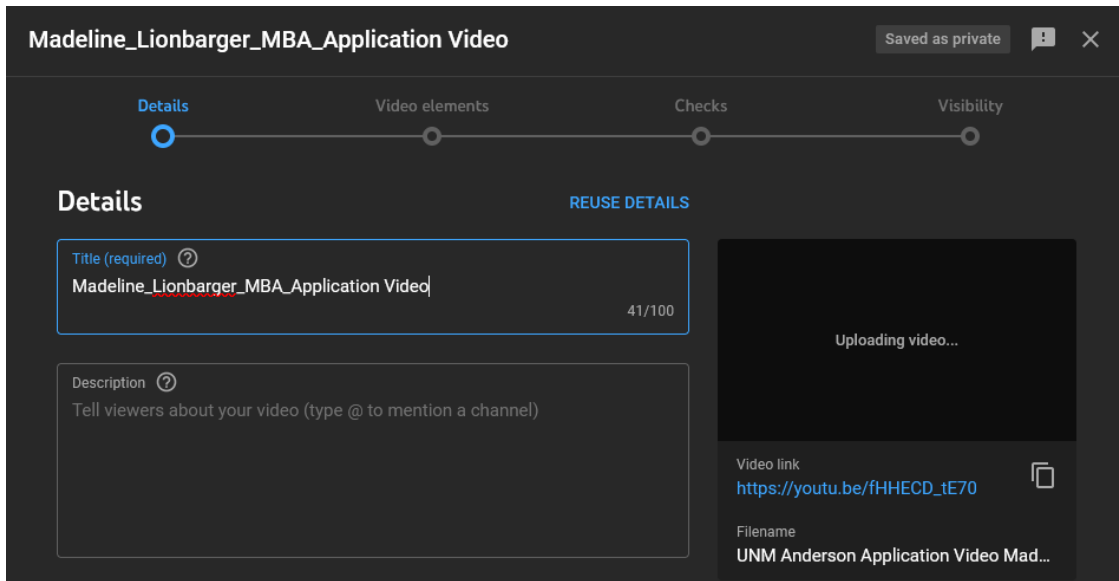 Madeline_Lionbarger_MBA_Application Video
Saved as private
Details
Video elements
Checks
Visibility
Details
REUSE DETAILS
Title (required)
Madeline_Lionbarger_MBA_Application Video
41/100
Uploading video...
Description
Tell viewers about your video (type @ to mention a channel)
Video link
https://youtu.be/fHHECD_tE70
Filename
UNM Anderson Application Video Mad...